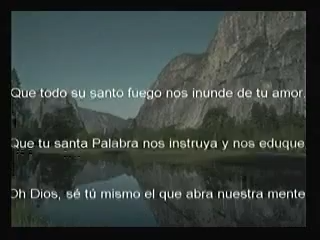 Que todo su santo fuego nos inunde de tu amor.
Que tu santa Palabra nos instruya y nos eduque
Oh Dios, sé tú mismo el que abra nuestra mente